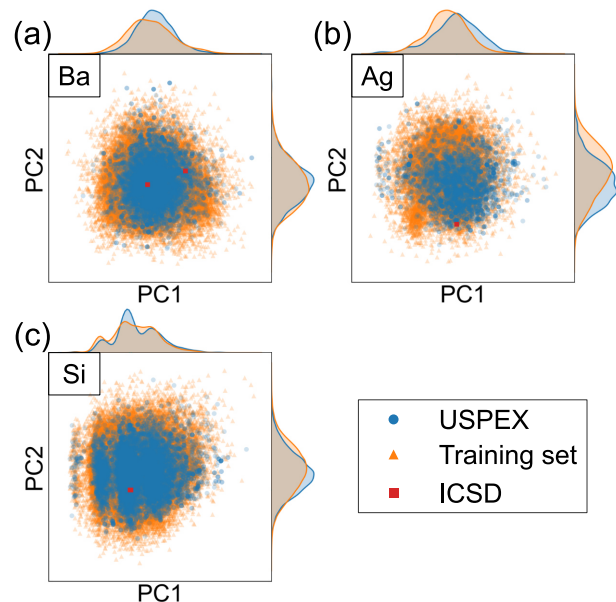 (a)
Ba
PC2
PC1
(b)
Ag
PC2
PC1
(c)
Si
PC2
PC1
USPEX
Training set
ICSD